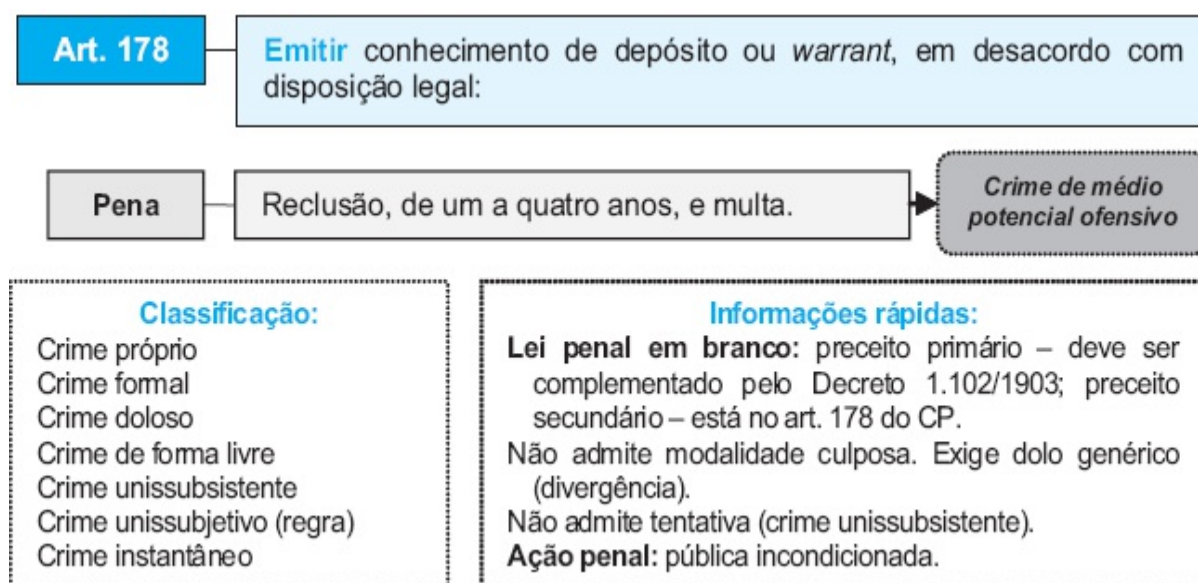 Art. 178
Emitir conhecimento de depósito ou warrant, em desacordo com
disposição legal:
Pena
Reclusão, de um a quatro anos, e multa.
Crime de médio
potencial ofensivo
Classificação:
Crime próprio
Crime formal
Crime doloso
Crime de forma livre
Crime unissubsistente
Crime unissubjetivo (regra)
Crime instantâneo
Informações rápidas:
Lei penal em branco: preceito primário – deve ser
complementado pelo Decreto 1.102/1903; preceito
secundário – está no art. 178 do CP.
Não admite modalidade culposa. Exige dolo genérico
(divergência).
Não admite tentativa (crime unissubsistente).
Ação penal: pública incondicionada.